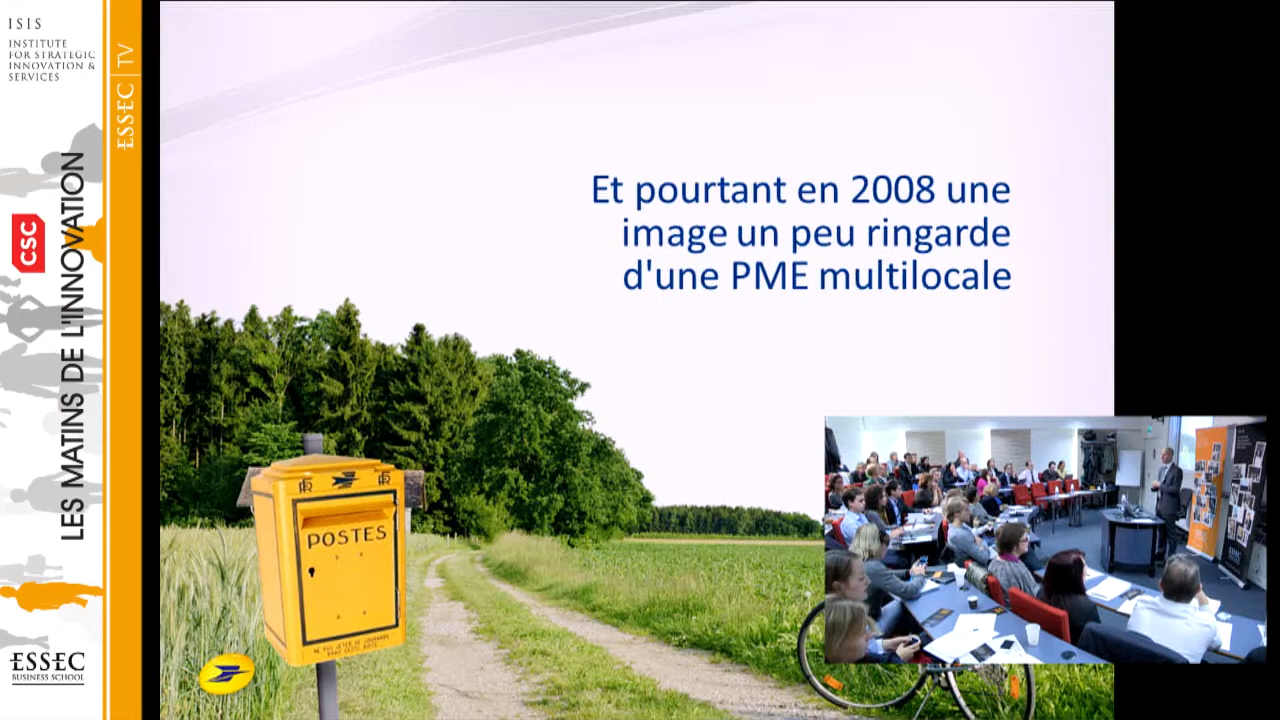 ISIS
INSTITUTE
FOR STRATEGIC
INNOVATION &
SERVICES
ESSEC | TV
LES MATINS DE L'INNOVATION
CSC
ESSEC
BUSINESS SCHOOL
Et pourtant en 2008 une
image un peu ringarde
d'une PME multilocale
POSTES